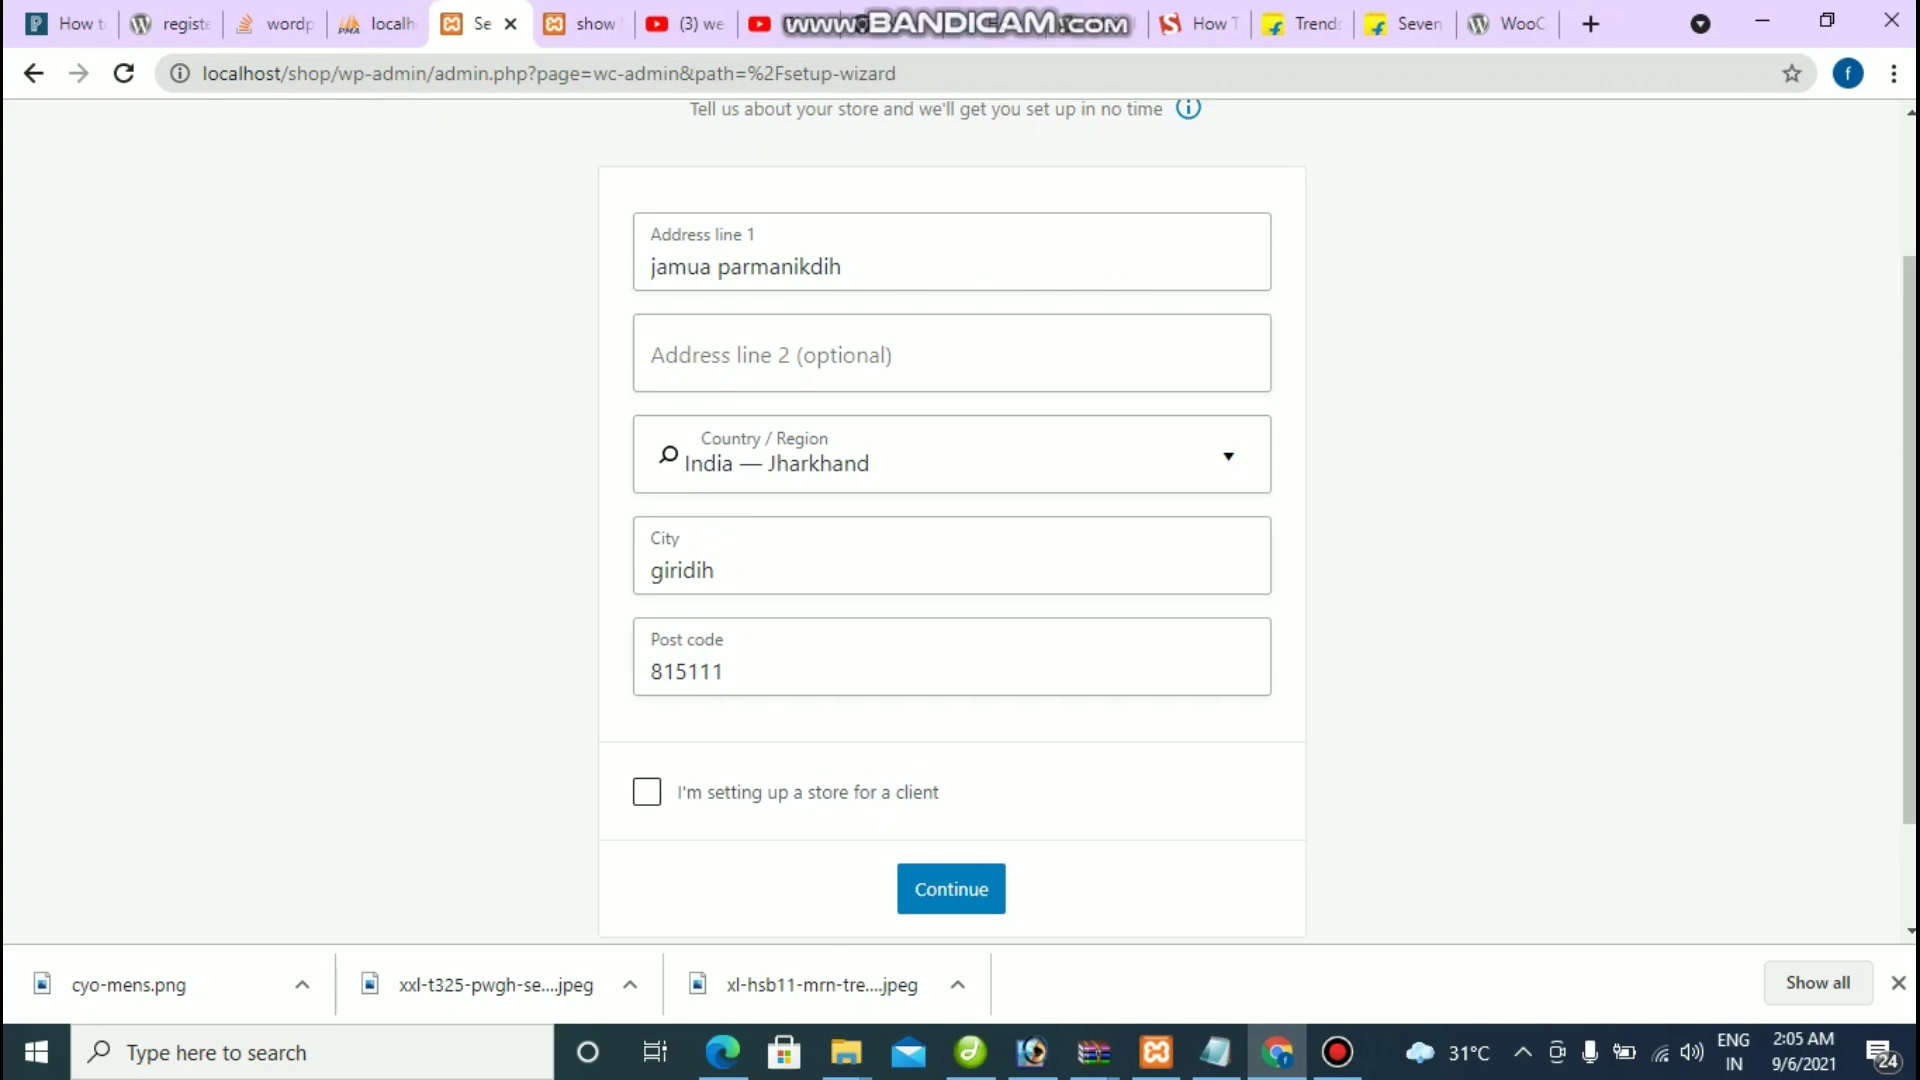 How t
registe
wordp
localh
Se
show
(3) we
www.BANDICAM.com
How T
Trends
Seven
WooC
localhost/shop/wp-admin/admin.php?page=wc-admin&path=%2Fsetup-wizard
f
Tell us about your store and we'll get you set up in no time
Address line 1
jamua parmanikdih
Address line 2 (optional)
Country / Region
India — Jharkhand
City
giridih
Post code
815111
I'm setting up a store for a client
Continue
cyo-mens.png
xxl-t325-pwgh-se....jpeg
xl-hsb11-mrn-tre....jpeg
Show all
Type here to search
31°C
ENG
IN
2:05 AM
9/6/2021
24